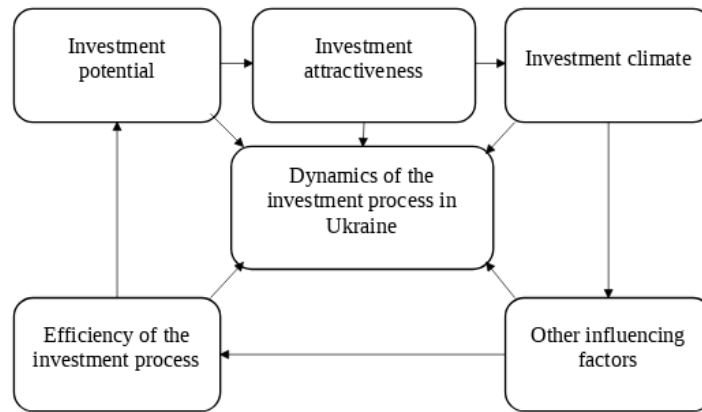 Investment
potential
Investment
attractiveness
Investment climate
Dynamics of the
investment process in
Ukraine
Efficiency of the
investment process
Other influencing
factors